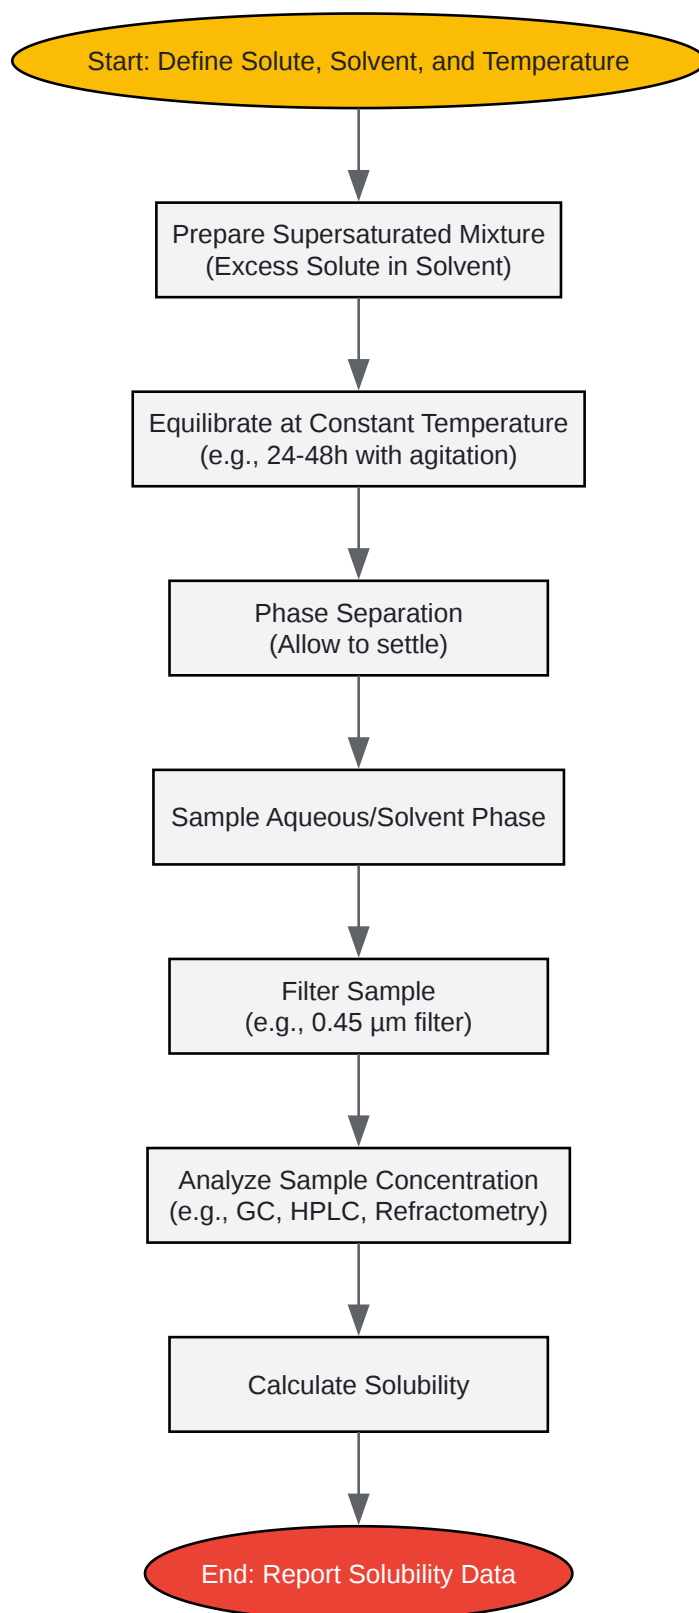 Start: Define Solute, Solvent, and Temperature
Prepare Supersaturated Mixture
(Excess Solute in Solvent)
Equilibrate at Constant Temperature
(e.g., 24-48h with agitation)
Phase Separation
(Allow to settle)
Sample Aqueous/Solvent Phase
Filter Sample
(e.g., 0.45 µm filter)
Analyze Sample Concentration
(e.g., GC, HPLC, Refractometry)
Calculate Solubility
End: Report Solubility Data